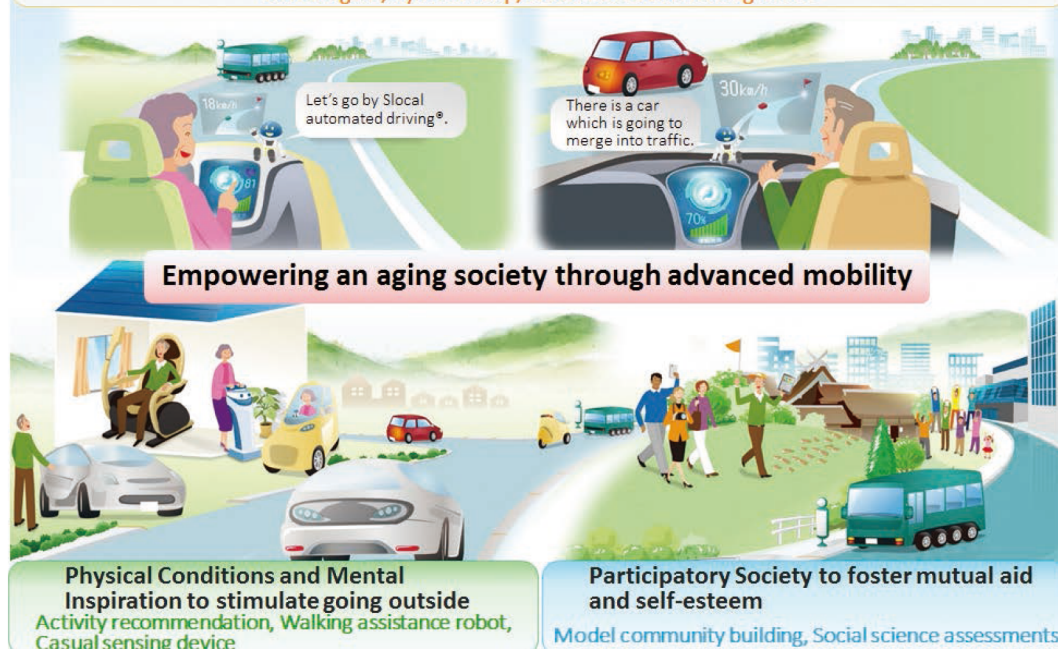 18km/h
Let's go by Slocal
automated driving®.
81
There is a car
which is going to
merge into traffic.
30km/h
70%
Empowering an aging society through advanced mobility
Physical Conditions and Mental
Inspiration to stimulate going outside
Activity recommendation, Walking assistance robot,
Casual sensing device
Participatory Society to foster mutual aid
and self-esteem
Model community building, Social science assessments